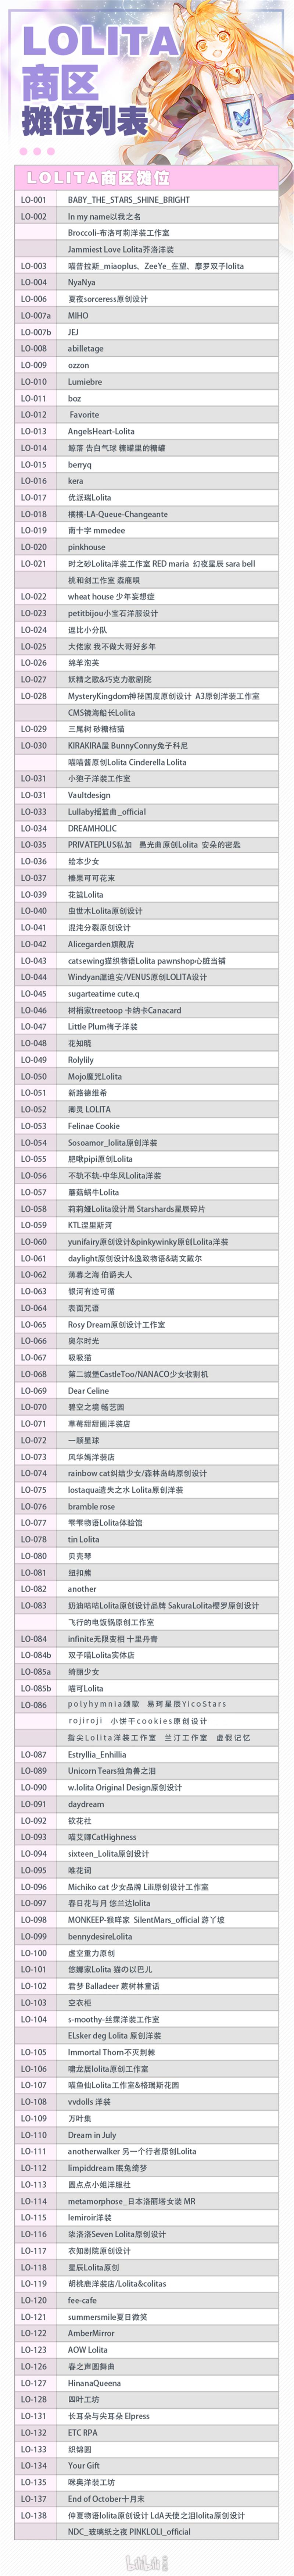 LOLITA
商区
摊位列表
LOLITA商区摊位
LO-001 BABY_THE_STARS_SHINE_BRIGHT
LO-002 In my name以我之名
Broccoli-布洛可莉洋装工作室
Jammiest Love Lolita芥洛洋装
LO-003 喵普拉斯_miaoplus、ZeeYe_在望、摩罗双子lolita
LO-004 NyaNya
LO-006 夏夜sorceress原创设计
LO-007a MIHO
LO-007b JEJ
LO-008 abilletage
LO-009 ozzon
LO-010 Lumiebre
LO-011 boz
LO-012 Favorite
LO-013 AngelsHeart-Lolita
LO-014 鲸落 告白气球 糖罐里的糖罐
LO-015 berryq
LO-016 kera
LO-017 优派瑞Lolita
LO-018 橘橘-LA-Queue-Changeante
LO-019 南十字 mmedee
LO-020 pinkhouse
LO-021 时之砂Lolita洋装工作室 RED maria 幻夜星辰 sara bell
桃和剑工作室 森鹿呗
LO-022 wheat house 少年妄想症
LO-023 petitbijou小宝石洋服设计
LO-024 逗比小分队
LO-025 大佬家 我不做大哥好多年
LO-026 绵羊泡芙
LO-027 妖精之歌&巧克力歌剧院
LO-028 MysteryKingdom神秘国度原创设计 A3原创洋装工作室
CMS镜海船长Lolita
LO-029 三尾树 砂糖桔猫
LO-030 KIRAKIRA屋 BunnyConny兔子科尼
喵喵酱原创Lolita Cinderella Lolita
LO-031 小狍子洋装工作室
LO-031 Vaultdesign
LO-033 Lullaby摇篮曲_official
LO-034 DREAMHOLIC
LO-035 PRIVATEPLUS私加 愚光曲原创Lolita 安朵的密匙
LO-036 绘本少女
LO-037 榛果可可花束
LO-039 花筵Lolita
LO-040 虫世木Lolita原创设计
LO-041 混沌分裂原创设计
LO-042 Alicegarden旗舰店
LO-043 catsewing猫织物语Lolita pawnshop心脏当铺
LO-044 Windyan温迪安/VENUS原创LOLITA设计
LO-045 sugarteatime cute.q
LO-046 树梢家treetoop 卡纳卡Canacard
LO-047 Little Plum梅子洋装
LO-048 花知晓
LO-049 Rolylily
LO-050 Mojo魔咒Lolita
LO-051 新路德维希
LO-052 卿灵 LOLITA
LO-053 Felinae Cookie
LO-054 Sosoamor_lolita原创洋装
LO-055 肥啾pipi原创Lolita
LO-056 不轨不轨-中华风Lolita洋装
LO-057 蘑菇蜗牛Lolita
LO-058 莉莉娅Lolita设计局 Starshards星辰碎片
LO-059 KTL涅里斯河
LO-060 yunifairy原创设计&pinkywinky原创Lolita洋装
LO-061 daylight原创设计&逸致物语&瑞文戴尔
LO-062 薄暮之海 伯爵夫人
LO-063 银河有迹可循
LO-064 表面咒语
LO-065 Rosy Dream原创设计工作室
LO-066 奥尔时光
LO-067 吸吸猫
LO-068 第二城堡CastleToo/NANACO少女收割机
LO-069 Dear Celine
LO-070 碧空之境 畅艺园
LO-071 草莓甜甜圈洋装店
LO-072 一颗星球
LO-073 风华嫣洋装店
LO-074 rainbow cat纠结少女/森林岛屿原创设计
LO-075 lostaqua遗失之水 Lolita原创洋装
LO-076 bramble rose
LO-077 雫雫物语Lolita体验馆
LO-078 tin Lolita
LO-080 贝壳琴
LO-081 纽扣熊
LO-082 another
LO-083 奶油咕咕Lolita原创设计品牌 SakuraLolita樱罗原创设计
飞行的电饭锅原创工作室
LO-084 infinite无限变相 十里丹青
LO-084b 双子喵Lolita实体店
LO-085a 绮丽少女
LO-085b 喵可Lolita
LO-086 polyhymnia颂歌 易珂星辰YicoStars
rojiroji 小饼干cookies原创设计
指尖Lolita洋装工作室 兰汀工作室 虚假记忆
LO-087 Estryllia_Enhillia
LO-089 Unicorn Tears独角兽之泪
LO-090 w.lolita Original Design原创设计
LO-091 daydream
LO-092 钦花社
LO-093 喵艾卿CatHighness
LO-094 sixteen_Lolita原创设计
LO-095 唯花词
LO-096 Michiko cat 少女品牌 Lili原创设计工作室
LO-097 春日花与月 悠兰达lolita
LO-098 MONKEEP-猴咩家 SilentMars_official 游丫坡
LO-099 bennydesireLolita
LO-100 虚空重力原创
LO-101 悠娜家Lolita 猫の以巴儿
LO-102 君梦 Balladeer 蕨树林童话
LO-103 空衣柜
LO-104 s-moothy-丝霂洋装工作室
ELsker deg Lolita 原创洋装
LO-105 Immortal Thorn不灭荆棘
LO-106 啸龙居lolita原创工作室
LO-107 喵鱼仙Lolita工作室&格瑞斯花园
LO-108 vvdolls 洋装
LO-109 万叶集
LO-110 Dream in July
LO-111 anotherwalker 另一个行者原创Lolita
LO-112 limpiddream 眠兔绮梦
LO-113 圆点点小姐洋服社
LO-114 metamorphose_日本洛丽塔女装 MR
LO-115 lemiroir洋装
LO-116 柒洛洛Seven Lolita原创设计
LO-117 衣知剧院原创设计
LO-118 星辰Lolita原创
LO-119 胡桃鹿洋装店/Lolita&colitas
LO-120 fee-cafe
LO-121 summersmile夏日微笑
LO-122 AmberMirror
LO-123 AOW Lolita
LO-126 春之声圆舞曲
LO-127 HinanaQueena
LO-128 四叶工坊
LO-131 长耳朵与尖耳朵 Elpress
LO-132 ETC RPA
LO-133 织锦圆
LO-134 Your Gift
LO-135 咪奥洋装工坊
LO-137 End of October十月末
LO-138 仲夏物语lolita原创设计 LdA天使之泪lolita原创设计
NDC_玻璃纸之夜 PINKLOLI_official
bilibili